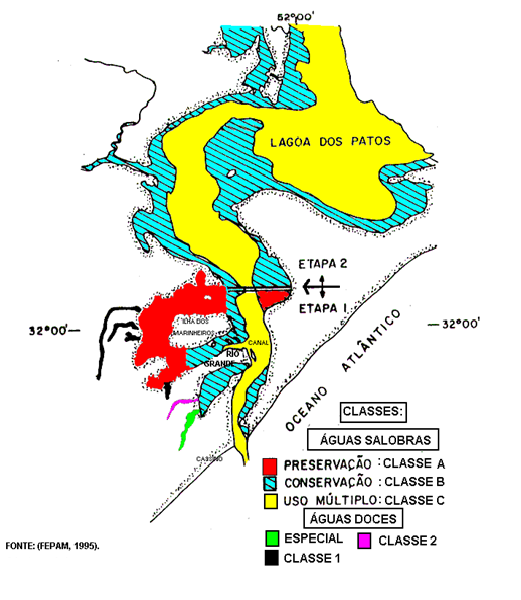 52°00'
LAGOA DOS PATOS
ETAPA 2
ETAPA 1
ILHA DOS
MARINHEIROS
32°00'
32°00'
CANAL
RIO
GRANDE
OCEANO ATLÂNTICO
CASSINO
CLASSES:
ÁGUAS SALOBRAS
PRESERVAÇÃO : CLASSE A
CONSERVAÇÃO : CLASSE B
USO MÚLTIPLO: CLASSE C
ÁGUAS DOCES
ESPECIAL
CLASSE 2
CLASSE 1
FONTE: (FEPAM, 1995).